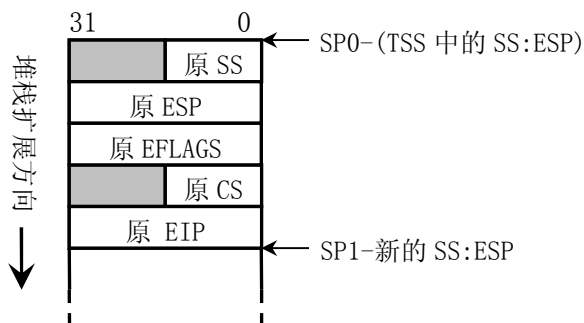 31 0
SP0-(TSS 中的 SS:ESP)
原 SS
原 ESP
原 EFLAGS
原 CS
原 EIP
SP1-新的 SS:ESP
堆栈扩展方向